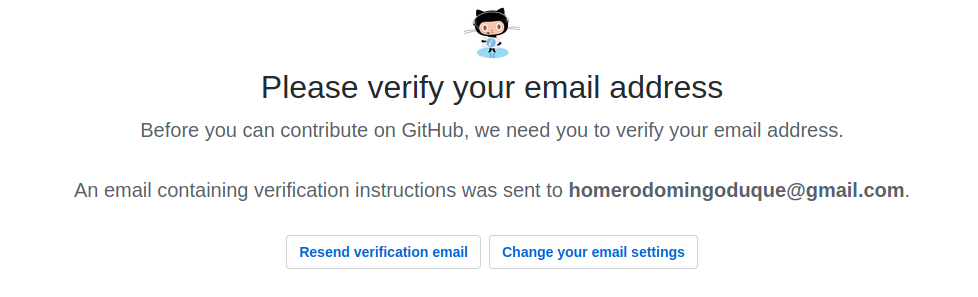 Please verify your email address
Before you can contribute on GitHub, we need you to verify your email address.
An email containing verification instructions was sent to homerodomingoduque@gmail.com.
Resend verification email
Change your email settings